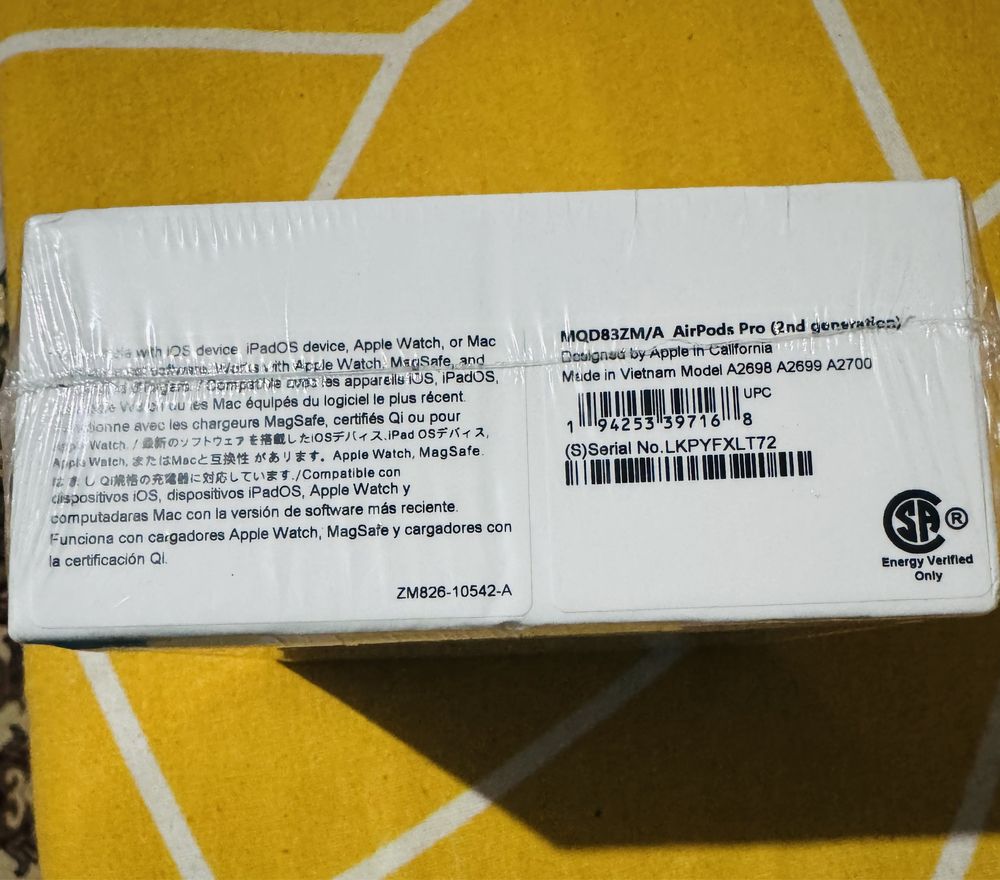 with iOS device, iPadOS device, Apple Watch, or Mac
software. Works with Apple Watch, MagSafe, and
Compatible avec les appareils iOS, iPadOS,
ou les Mac équipés du logiciel le plus récent.
avec les chargeurs MagSafe, certifiés Qi ou pour
Apple Watch. / 最新のソフトウェアを搭載したiOSデバイス,iPad OSデバイス,
Apple Watch, またはMacと互換性 があります。Apple Watch, MagSafe.
Qi規格の充電器に対応しています./Compatible con
dispositivos iOS, dispositivos iPadOS, Apple Watch y
computadaras Mac con la versión de software más reciente.
Funciona con cargadores Apple Watch, MagSafe y cargadores con
la certificación Qi.
ZM826-10542-A
MQD83ZM/A AirPods Pro (2nd generation)
Designed by Apple in California
Made in Vietnam Model A2698 A2699 A2700
UPC
1 94253 39716 8
(S)Serial No.LKPYFXLT72
SA ®
Energy Verified
Only